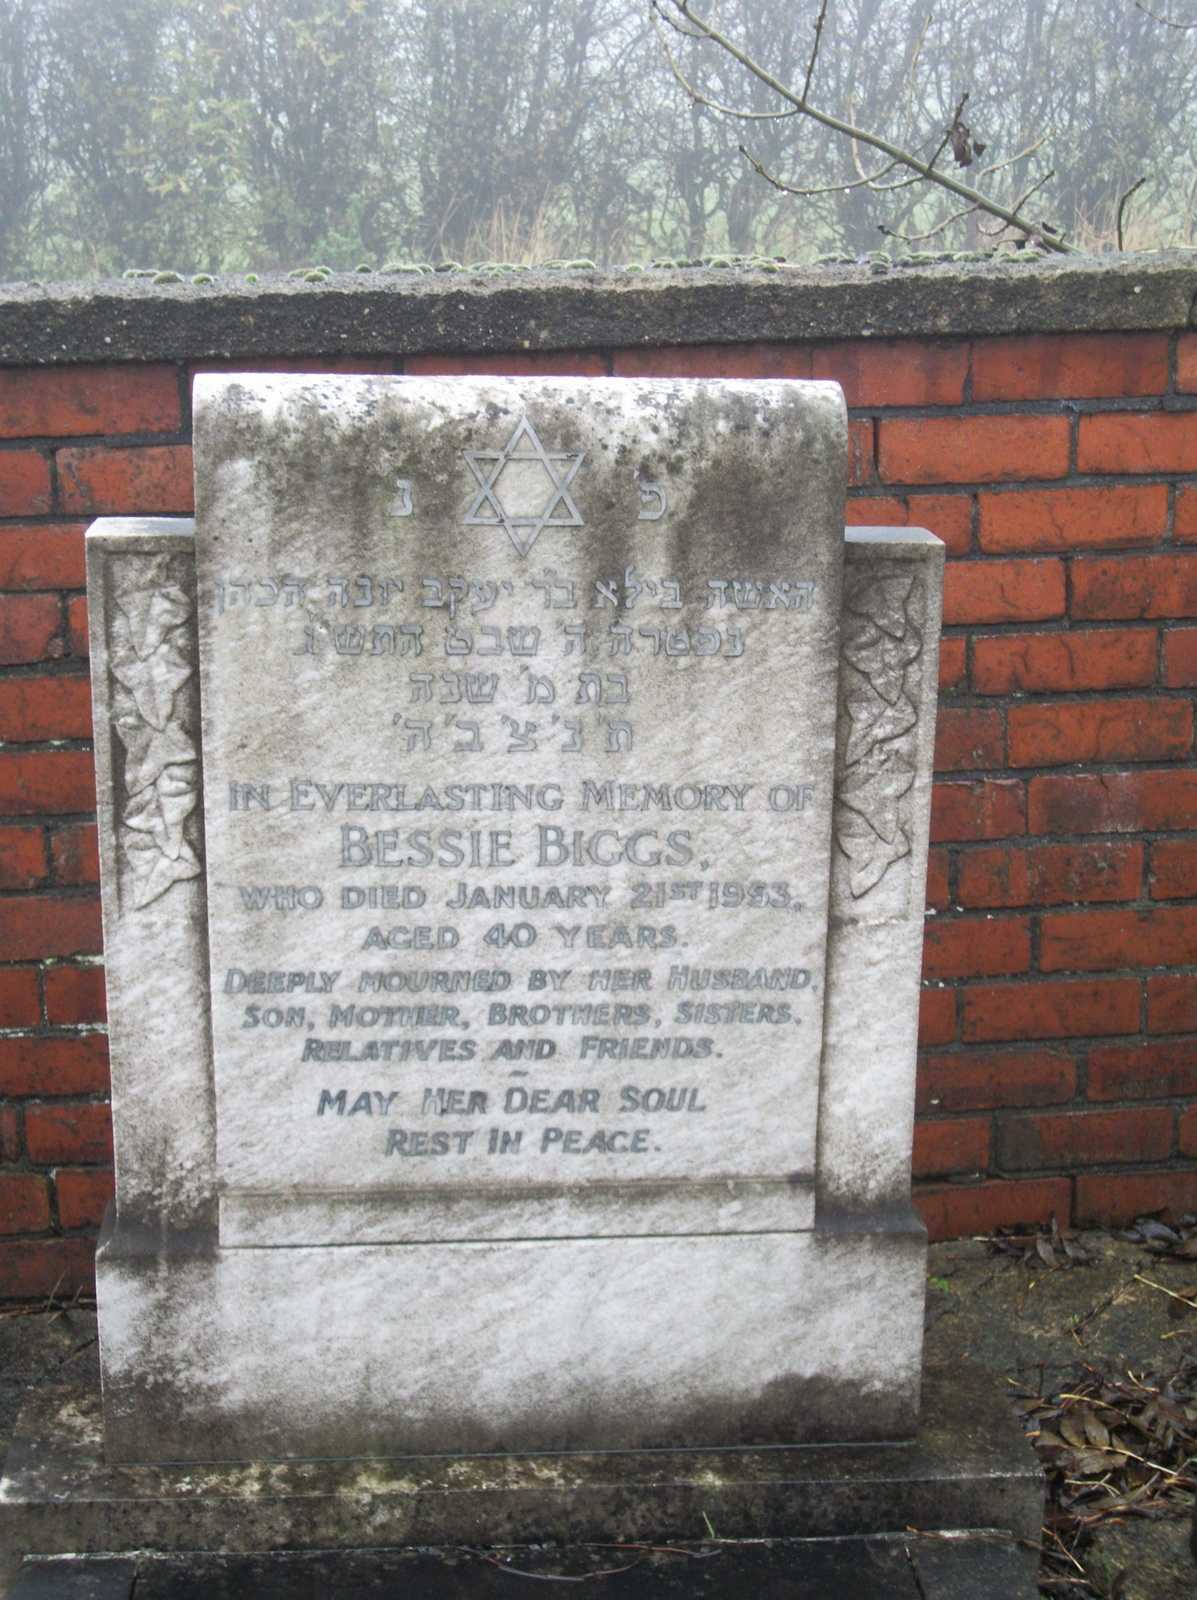 פ נ
האשה בילא בר יעקב יונה הכהן
נפטרה ה שבט התשי"ג
בת מ' שנה
ת' נ' צ' ב' ה'
IN EVERLASTING MEMORY OF
BESSIE BIGGS,
WHO DIED JANUARY 21ST 1953,
AGED 40 YEARS.
DEEPLY MOURNED BY HER HUSBAND,
SON, MOTHER, BROTHERS, SISTERS.
RELATIVES AND FRIENDS.
MAY HER DEAR SOUL
REST IN PEACE.